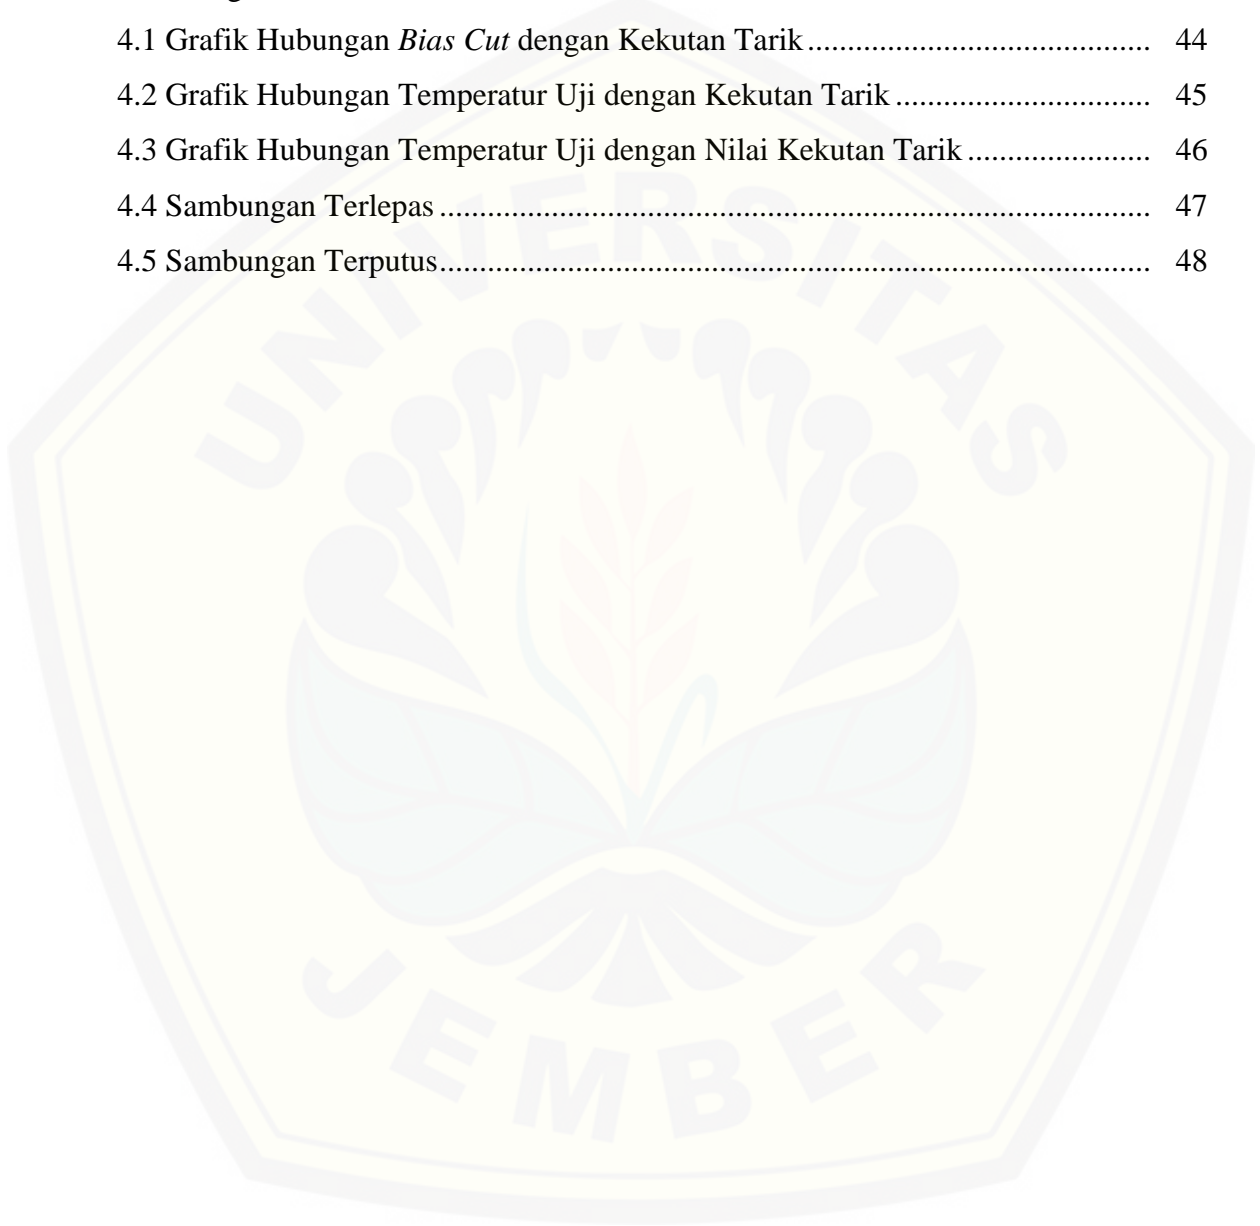 4.1 Grafik Hubungan Bias Cut dengan Kekutan Tarik........................................... 44
4.2 Grafik Hubungan Temperatur Uji dengan Kekutan Tarik................................ 45
4.3 Grafik Hubungan Temperatur Uji dengan Nilai Kekutan Tarik....................... 46
4.4 Sambungan Terlepas......................................................................................... 47
4.5 Sambungan Terputus......................................................................................... 48
UNIVERSITAS
JEMBER